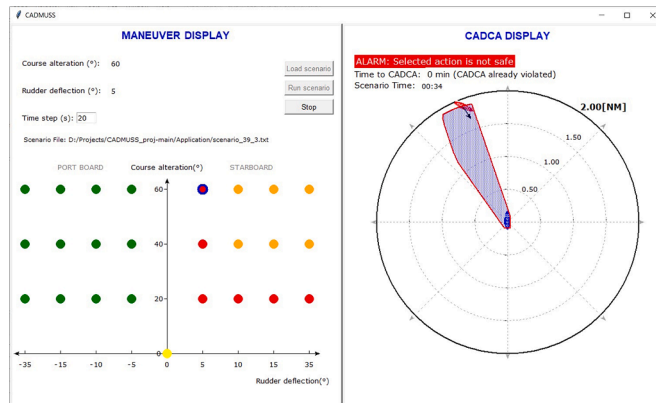 CADMUSS
MANEUVER DISPLAY
Course alteration (°): 60
Rudder deflection (°): 5
Time step (s): 20
Load scenario
Run scenario
Stop
Scenario File: D:/Projects/CADMUSS_proj-main/Application/scenario_39_3.txt
PORT BOARD Course alteration(°) STARBOARD
60
40
20
0
-35 -15 -10 -5 0 5 10 15 35
Rudder deflection(°)
CADCA DISPLAY
ALARM: Selected action is not safe
Time to CADCA: 0 min (CADCA already violated)
Scenario Time: 00:34
2.00[NM]
1.50
1.00
0.50